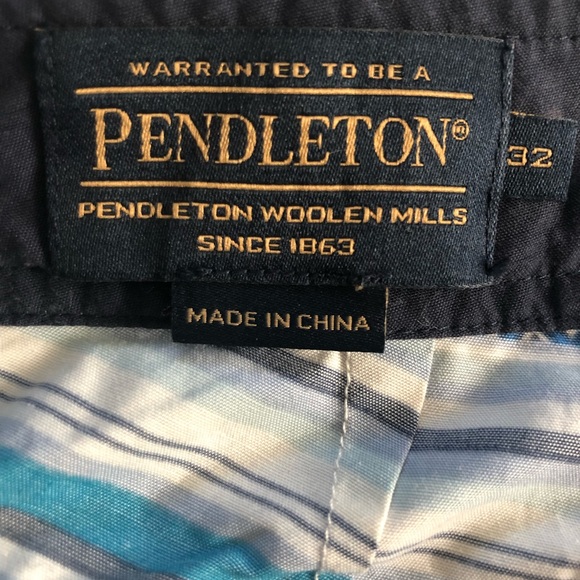 WARRANTED TO BE A
PENDLETON®
32
PENDLETON WOOLEN MILLS
SINCE 1863
MADE IN CHINA